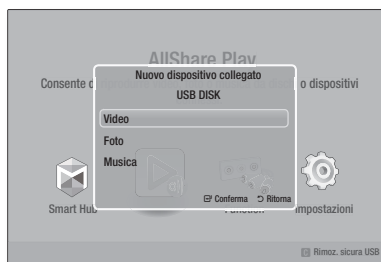 AllShare Play
Nuovo dispositivo collegato
Consente d
o dispositivi
USB DISK
Video
Foto
Musica
Conferma Ritorna
Smart Hub
Function
Impostazioni
Rimoz. sicura USB